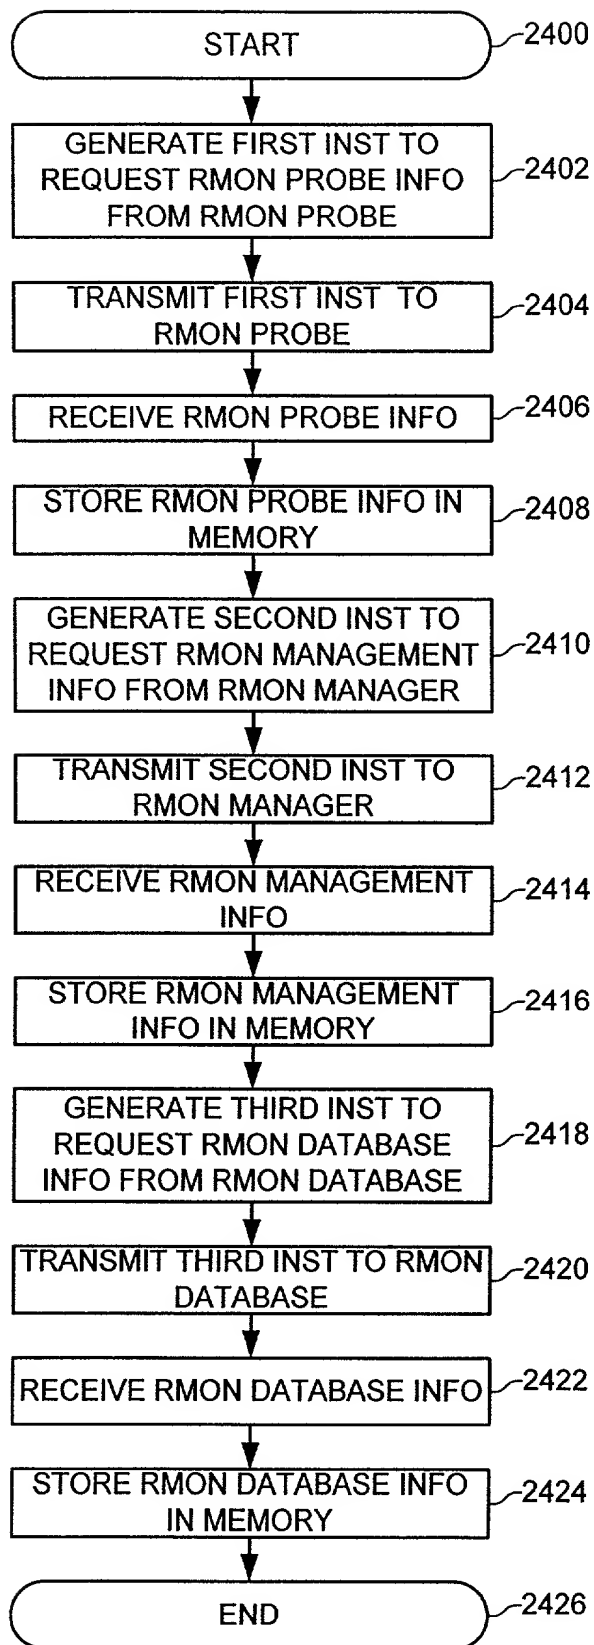 START
2400
GENERATE FIRST INST TO
REQUEST RMON PROBE INFO
FROM RMON PROBE
2402
TRANSMIT FIRST INST TO
RMON PROBE
2404
RECEIVE RMON PROBE INFO
2406
STORE RMON PROBE INFO IN
MEMORY
2408
GENERATE SECOND INST TO
REQUEST RMON MANAGEMENT
INFO FROM RMON MANAGER
2410
TRANSMIT SECOND INST TO
RMON MANAGER
2412
RECEIVE RMON MANAGEMENT
INFO
2414
STORE RMON MANAGEMENT
INFO IN MEMORY
2416
GENERATE THIRD INST TO
REQUEST RMON DATABASE
INFO FROM RMON DATABASE
2418
TRANSMIT THIRD INST TO RMON
DATABASE
2420
RECEIVE RMON DATABASE INFO
2422
STORE RMON DATABASE INFO
IN MEMORY
2424
END
2426